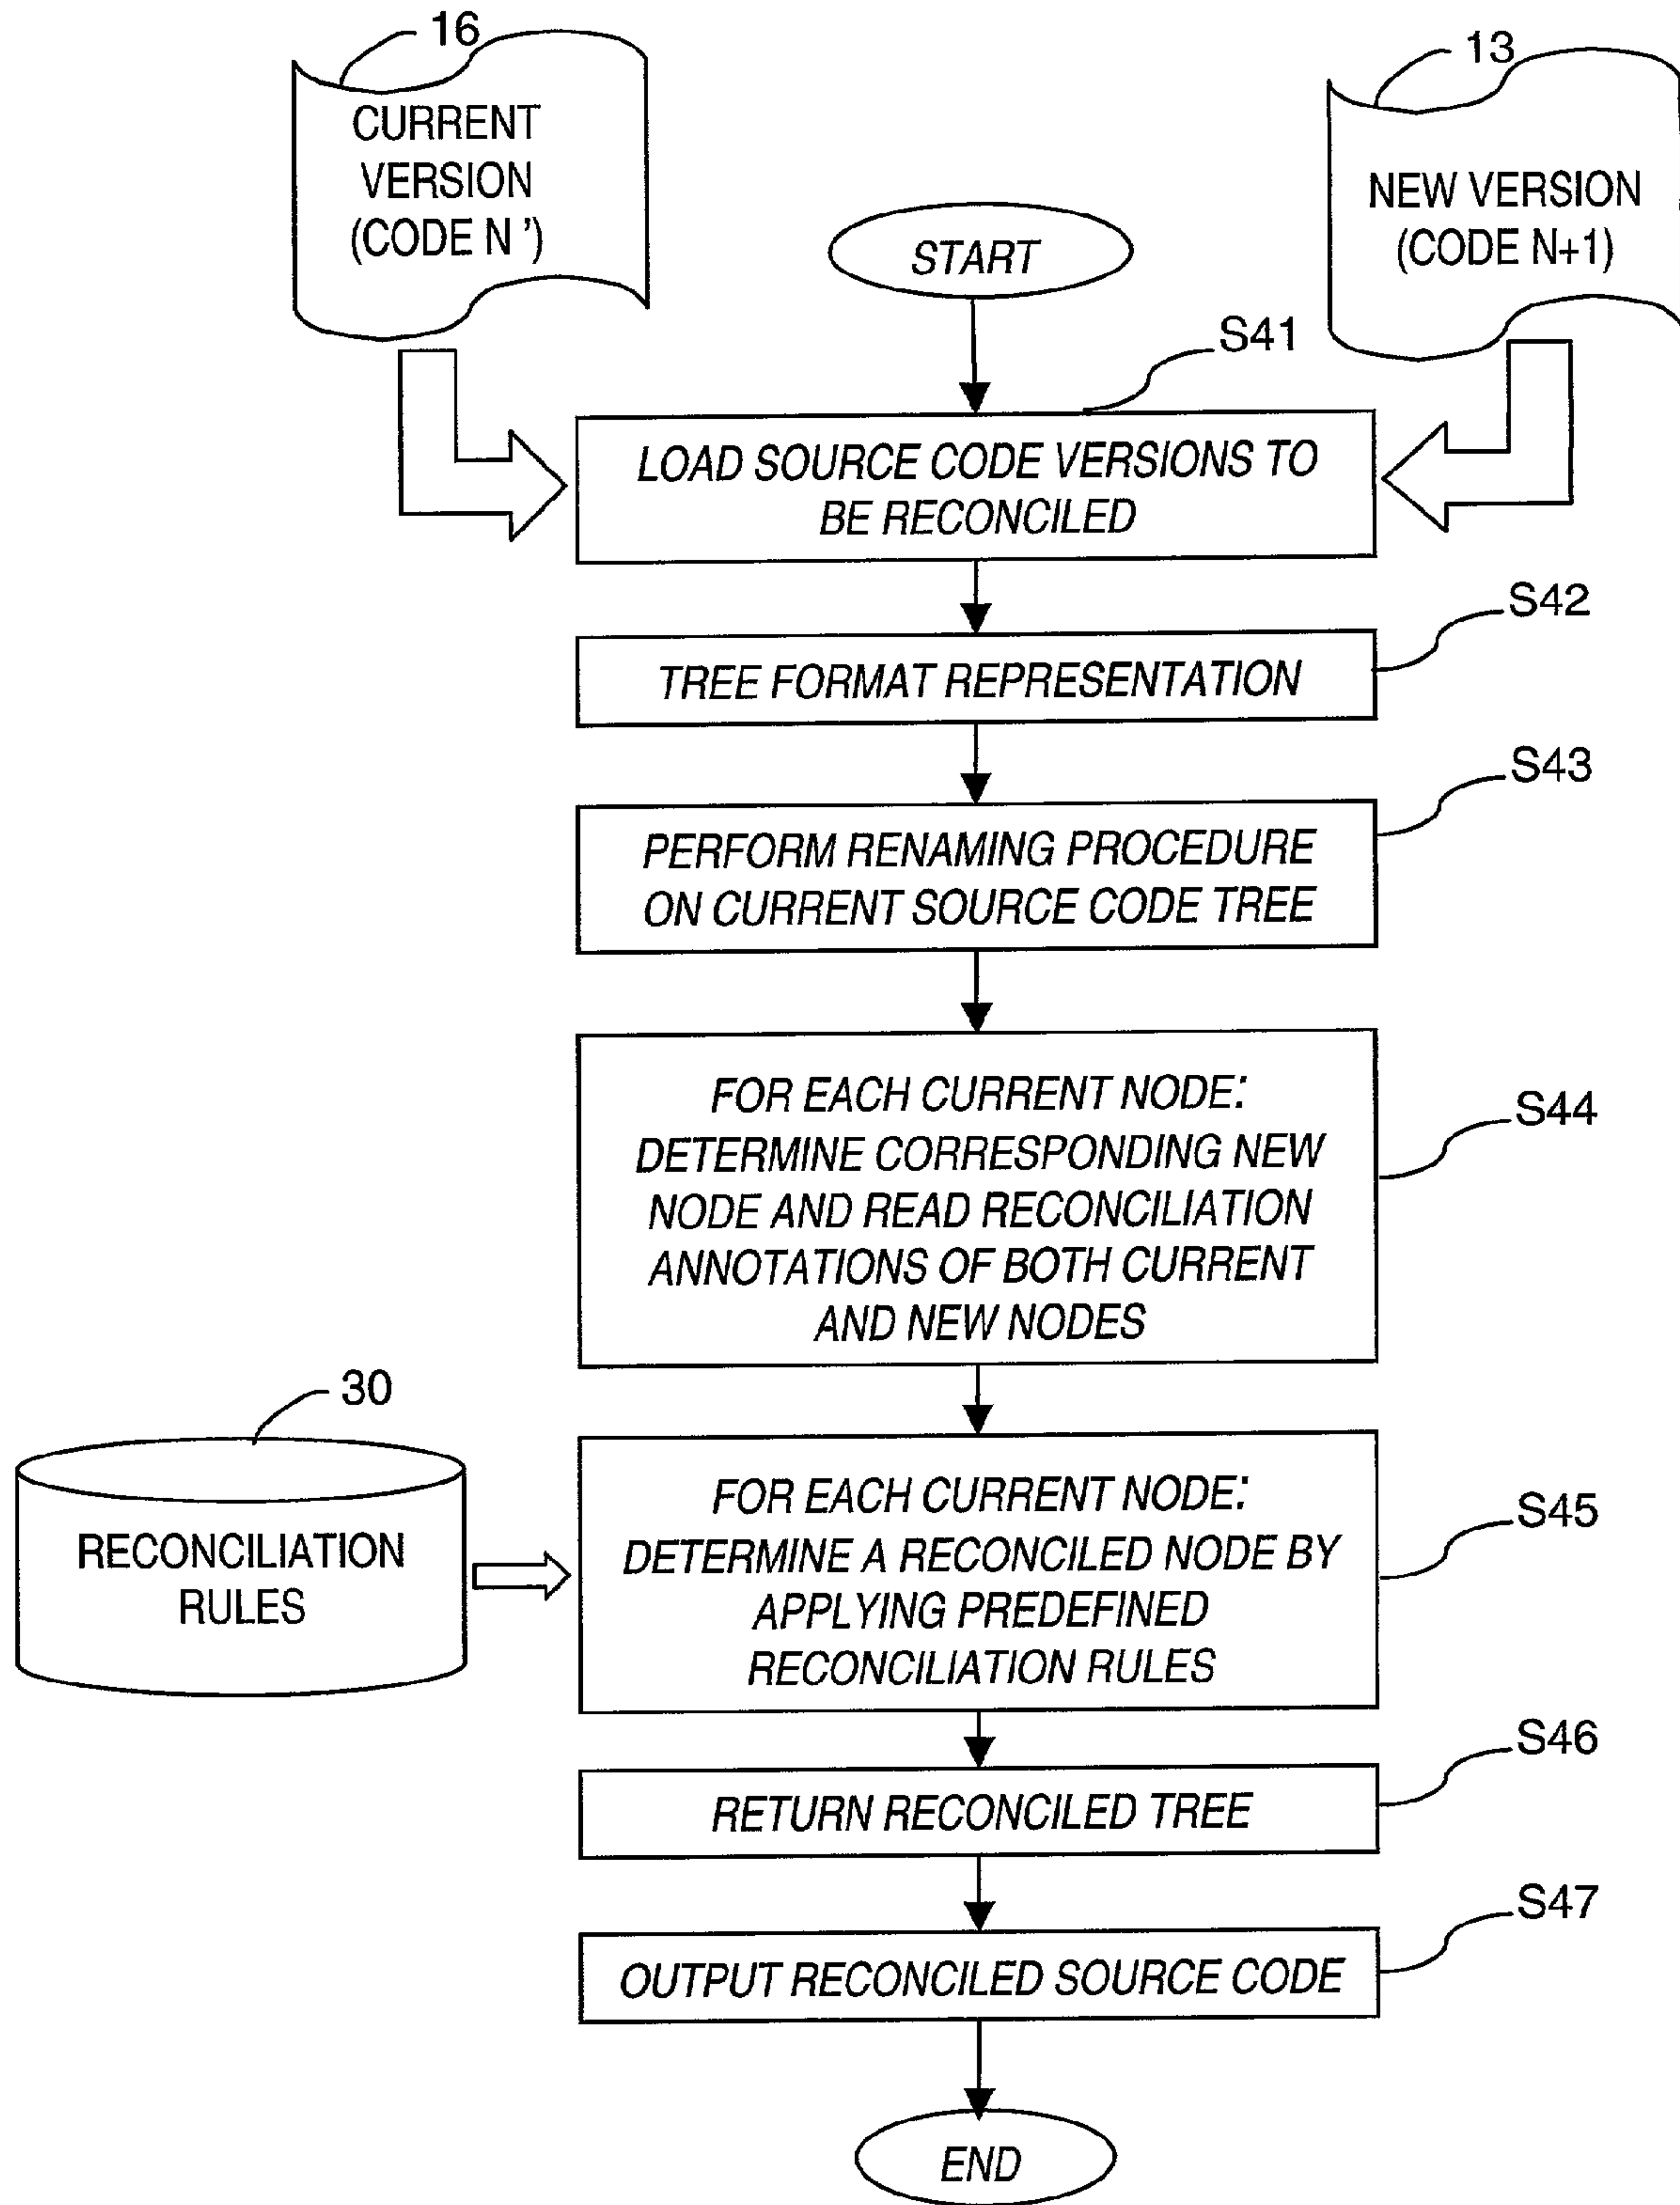 16
CURRENT
VERSION
(CODE N ')
13
NEW VERSION
(CODE N+1)
START
S41
LOAD SOURCE CODE VERSIONS TO
BE RECONCILED
S42
TREE FORMAT REPRESENTATION
S43
PERFORM RENAMING PROCEDURE
ON CURRENT SOURCE CODE TREE
S44
FOR EACH CURRENT NODE:
DETERMINE CORRESPONDING NEW
NODE AND READ RECONCILIATION
ANNOTATIONS OF BOTH CURRENT
AND NEW NODES
30
RECONCILIATION
RULES
S45
FOR EACH CURRENT NODE:
DETERMINE A RECONCILED NODE BY
APPLYING PREDEFINED
RECONCILIATION RULES
S46
RETURN RECONCILED TREE
S47
OUTPUT RECONCILED SOURCE CODE
END